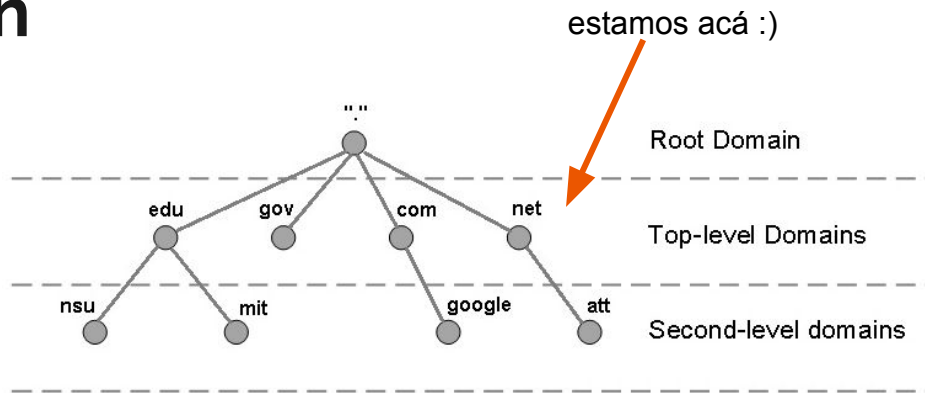 n
estamos acá :)
"."
Root Domain
edu gov com net
Top-level Domains
nsu mit google att
Second-level domains